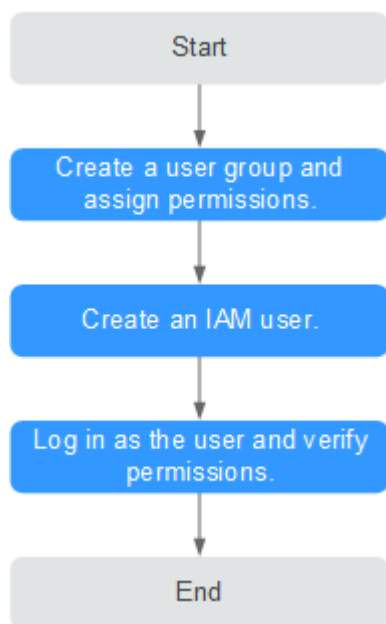 Start
Create a user group and
assign permissions.
Create an IAM user.
Log in as the user and verify
permissions.
End